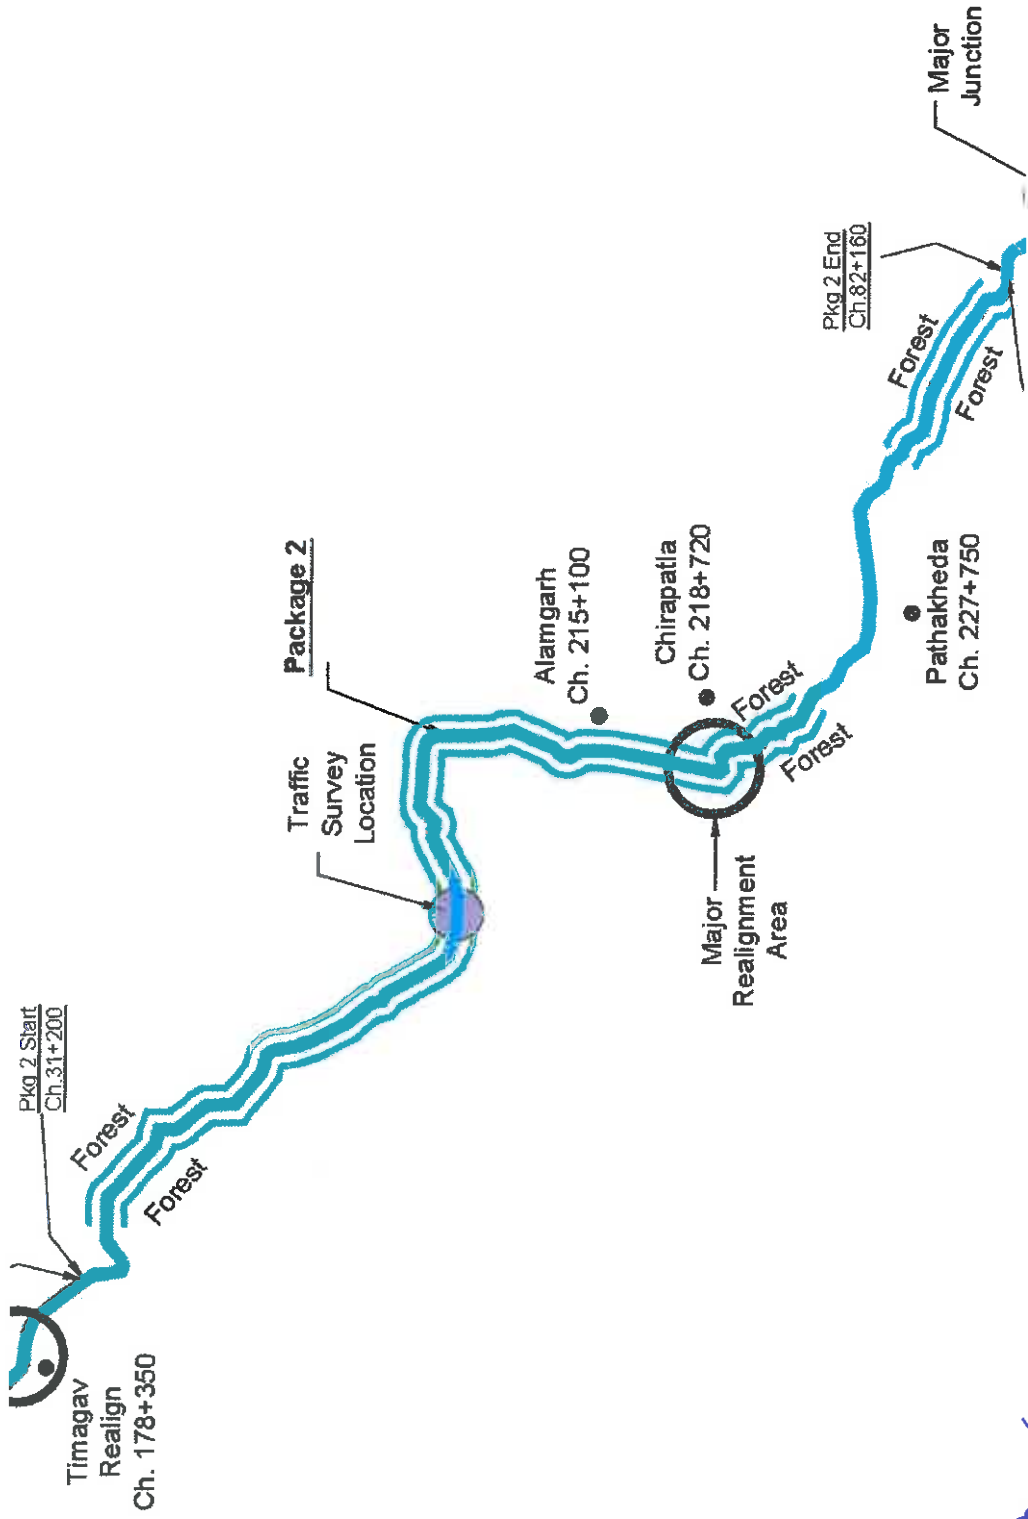 Timagav
Realign
Ch. 178+350
Pkg 2 Start
Ch.31+200
Forest
Forest
Traffic
Survey
Location
Package 2
Major
Realignment
Area
Alamgarh
Ch. 215+100
Chirapatla
Ch. 218+720
Forest
Forest
Pathakheda
Ch. 227+750
Forest
Forest
Pkg 2 End
Ch.82+160
Major
Junction